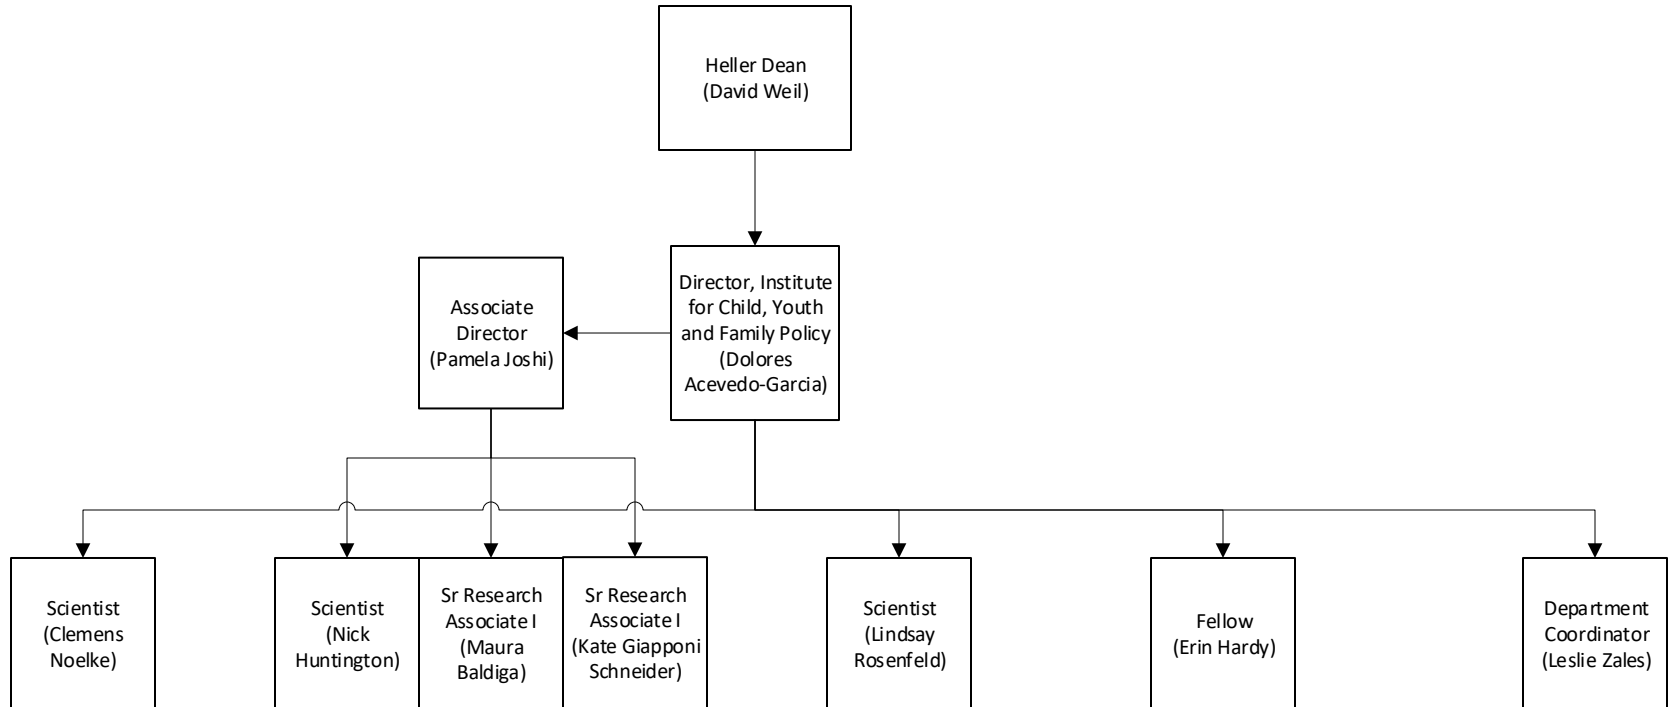 Heller Dean
(David Weil)
Director, Institute
for Child, Youth
and Family Policy
(Dolores
Acevedo-Garcia)
Associate
Director
(Pamela Joshi)
Scientist
(Clemens
Noelke)
Scientist
(Nick
Huntington)
Sr Research
Associate I
(Maura
Baldiga)
Sr Research
Associate I
(Kate Giapponi
Schneider)
Scientist
(Lindsay
Rosenfeld)
Fellow
(Erin Hardy)
Department
Coordinator
(Leslie Zales)